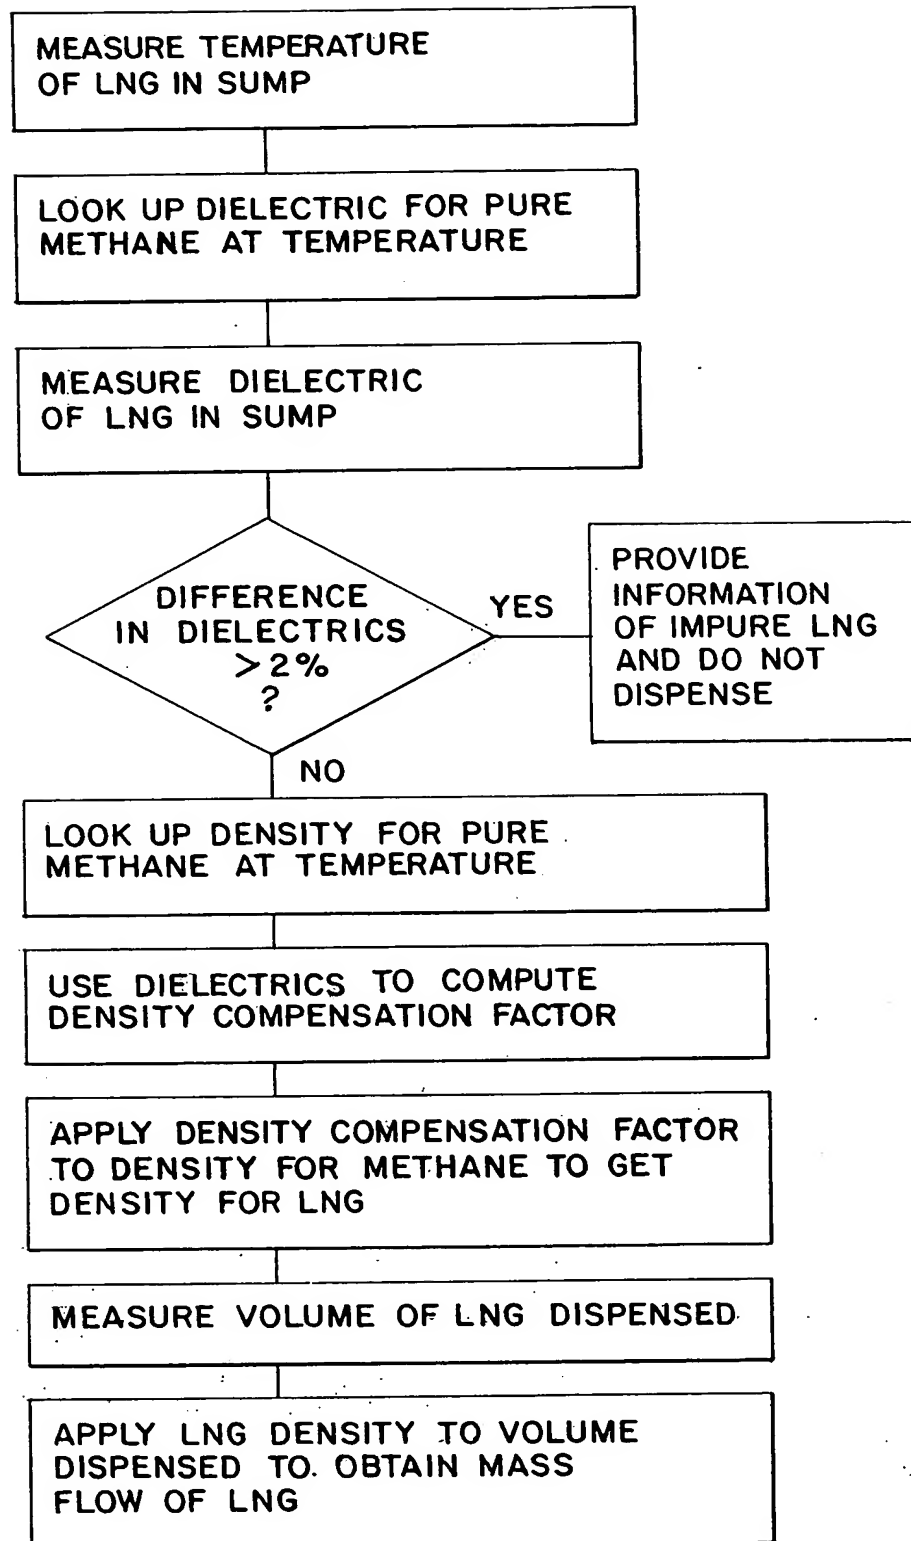 MEASURE TEMPERATURE
OF LNG IN SUMP
LOOK UP DIELECTRIC FOR PURE
METHANE AT TEMPERATURE
MEASURE DIELECTRIC
OF LNG IN SUMP
DIFFERENCE
IN DIELECTRICS
>2%
?
YES
PROVIDE
INFORMATION
OF IMPURE LNG
AND DO NOT
DISPENSE
NO
LOOK UP DENSITY FOR PURE
METHANE AT TEMPERATURE
USE DIELECTRICS TO COMPUTE
DENSITY COMPENSATION FACTOR
APPLY DENSITY COMPENSATION FACTOR
TO DENSITY FOR METHANE TO GET
DENSITY FOR LNG
MEASURE VOLUME OF LNG DISPENSED
APPLY LNG DENSITY TO VOLUME
DISPENSED TO OBTAIN MASS
FLOW OF LNG